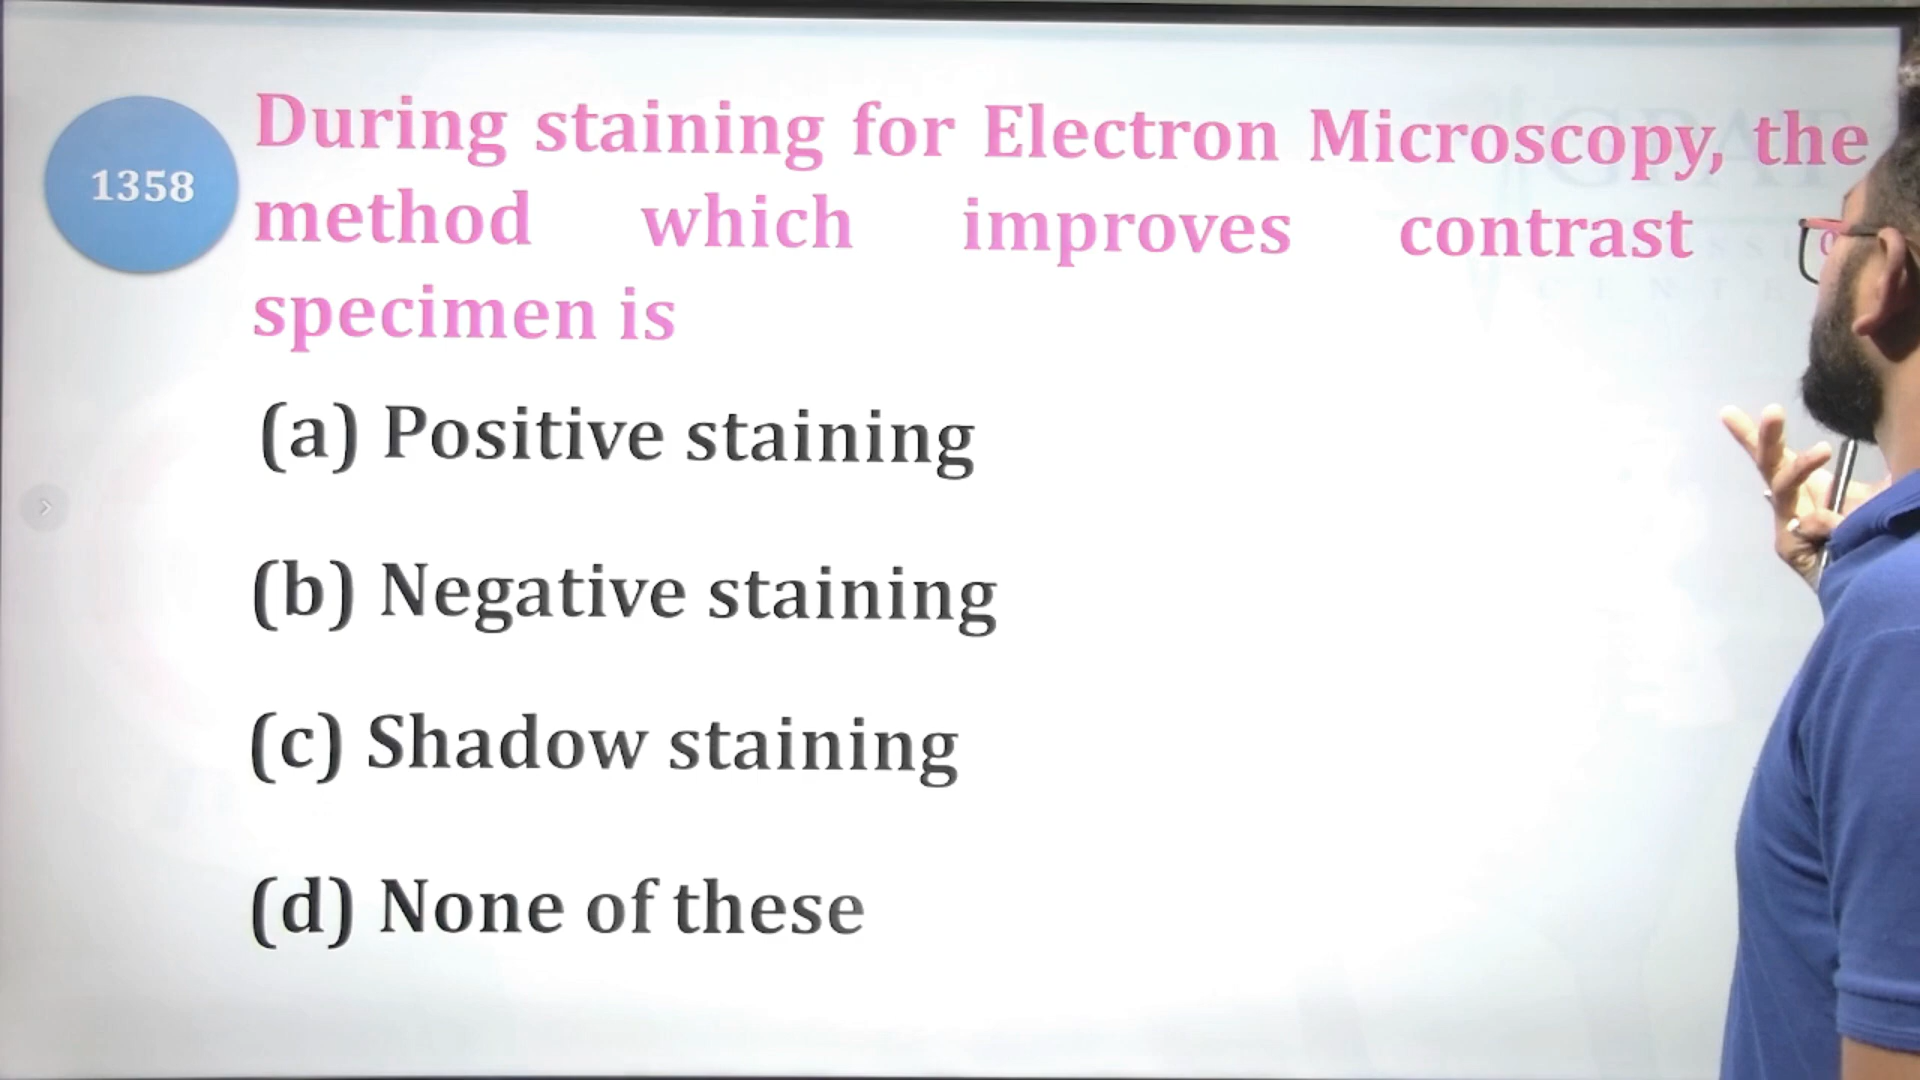 1358
During staining for Electron Microscopy, the
method which improves contrast
specimen is
(a) Positive staining
(b) Negative staining
(c) Shadow staining
(d) None of these